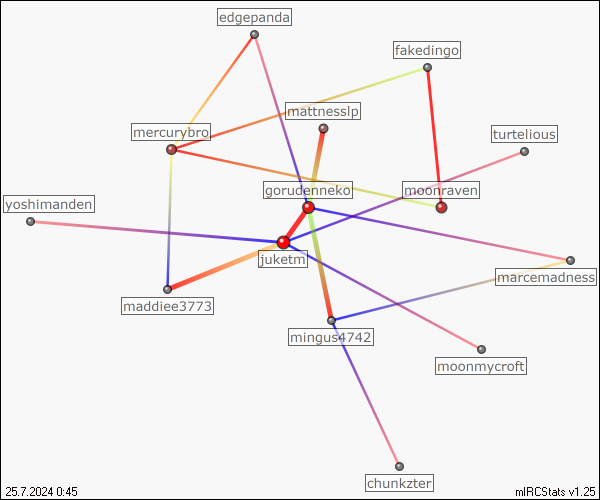 edgepanda
fakedingo
mattnesslp
mercurybro
turtelious
gorudenneko
moonraven
yoshimanden
juketm
marcemadness
maddiee3773
mingus4742
moonmycroft
chunkzter
25.7.2024 0:45
mIRCStats v1.25